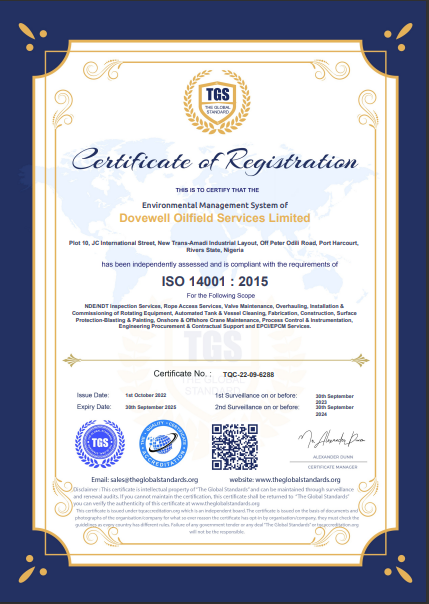 TGS
THE GLOBAL
STANDARD
Certificate of Registration
THIS IS TO CERTIFY THAT THE
Environmental Management System of
Dovewell Oilfield Services Limited
Plot 10, JC International Street, New Trans-Amadi Industrial Layout, Off Peter Odili Road, Port Harcourt,
Rivers State, Nigeria
has been independently assessed and is compliant with the requirements of
ISO 14001 : 2015
For the Following Scope
NDE/NDT Inspection Services, Rope Access Services, Valve Maintenance, Overhauling, Installation &
Commissioning of Rotating Equipment, Automated Tank & Vessel Cleaning, Fabrication, Construction, Surface
Protection-Blasting & Painting, Onshore & Offshore Crane Maintenance, Process Control & Instrumentation,
Engineering Procurement & Contractual Support and EPCI/EPCM Services.
TGS
THE GLOBAL
STANDARD
Certificate No. : TQC-22-09-6288
Issue Date: 1st October 2022 1st Surveillance on or before: 30th September
2023
Expiry Date: 30th September 2025 2nd Surveillance on or before: 30th September
2024
TGS
ACCREDITATION
ALEXANDER DUNN
CERTIFICATE MANAGER
Email: sales@theglobalstandards.org website: www.theglobalstandards.org
Disclaimer : This certificate is intellectual property of "The Global Standards" and can be maintained through surveillance
and renewal audits. If you cannot maintain the certification, this certificate shall be returned to "The Global Standards"
you can verify the authenticity of this certificate at www.theglobalstandards.org
This certificate is issued under tqaccreditation.org which is an independent board. The certificate is issued on the basis of documents and
photographs of the organization/company for what so ever reason the certificate has opt in by organisation/company, they must check the
guidelines as every country has different rules. Failure of any government tender or any deal "The Global Standards" or tqaccreditation.org
will not be the responsible.